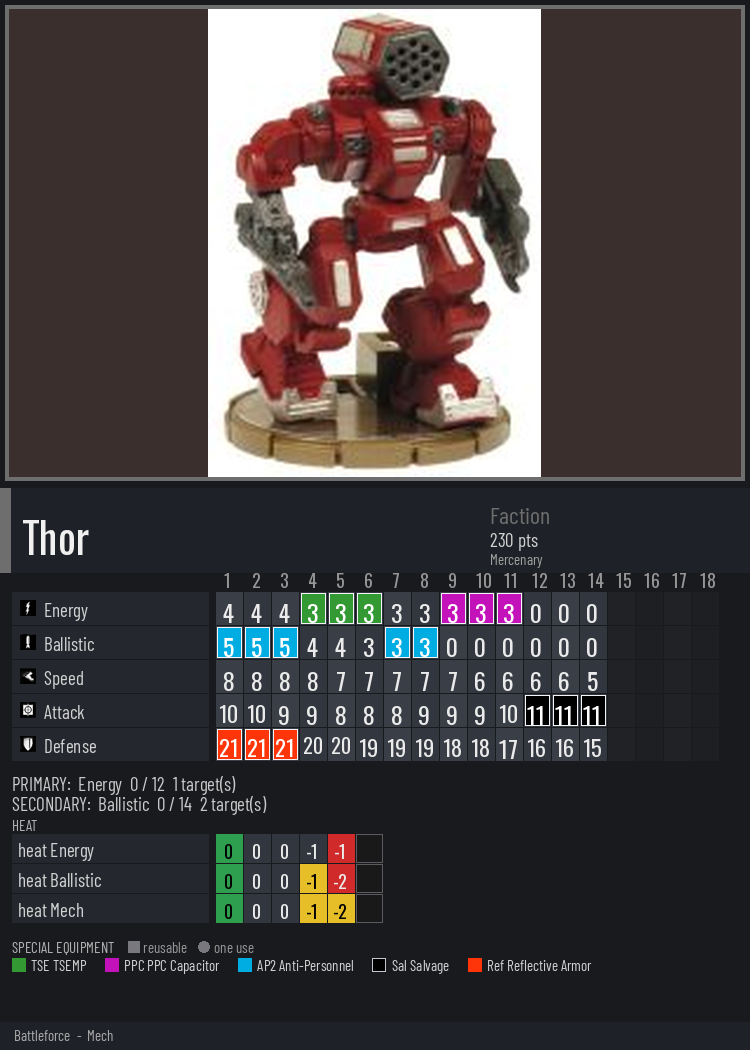 Thor
Faction
230 pts
Mercenary
1 2 3 4 5 6 7 8 9 10 11 12 13 14 15 16 17 18
Energy 4 4 4 3 3 3 3 3 3 3 3 0 0 0
Ballistic 5 5 5 4 4 3 3 3 0 0 0 0 0 0
Speed 8 8 8 8 7 7 7 7 7 6 6 6 6 5
Attack 10 10 9 9 8 8 8 9 9 9 10 11 11 11
Defense 21 21 21 20 20 19 19 19 18 18 17 16 16 15
PRIMARY: Energy 0 / 12 1 target(s)
SECONDARY: Ballistic 0 / 14 2 target(s)
HEAT
heat Energy 0 0 0 -1 -1
heat Ballistic 0 0 0 -1 -2
heat Mech 0 0 0 -1 -2
SPECIAL EQUIPMENT reusable one use
TSE TSEMP PPC PPC Capacitor AP2 Anti-Personnel Sal Salvage Ref Reflective Armor
Battleforce - Mech